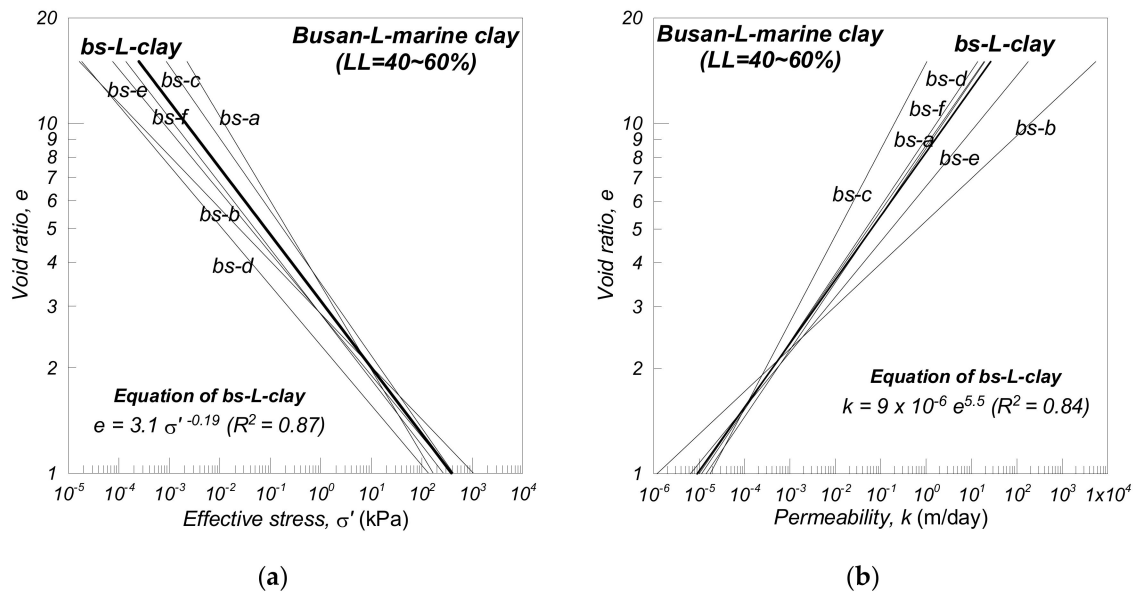 20
10
9
8
7
6
5
4
3
2
1
Void ratio, e
bs-L-clay
Busan-L-marine clay
(LL=40~60%)
bs-c
bs-e
bs-f
bs-a
bs-b
bs-d
Equation of bs-L-clay
e = 3.1 σ' -0.19 (R2 = 0.87)
10-5 10-4 10-3 10-2 10-1 100 101 102 103 104
Effective stress, σ' (kPa)
(a)
20
10
9
8
7
6
5
4
3
2
1
Void ratio, e
Busan-L-marine clay
(LL=40~60%)
bs-L-clay
bs-d
bs-f
bs-a
bs-b
bs-e
bs-c
Equation of bs-L-clay
k = 9 x 10-6 e5.5 (R2 = 0.84)
10-6 10-5 10-4 10-3 10-2 10-1 100 101 102 103 1x104
Permeability, k (m/day)
(b)